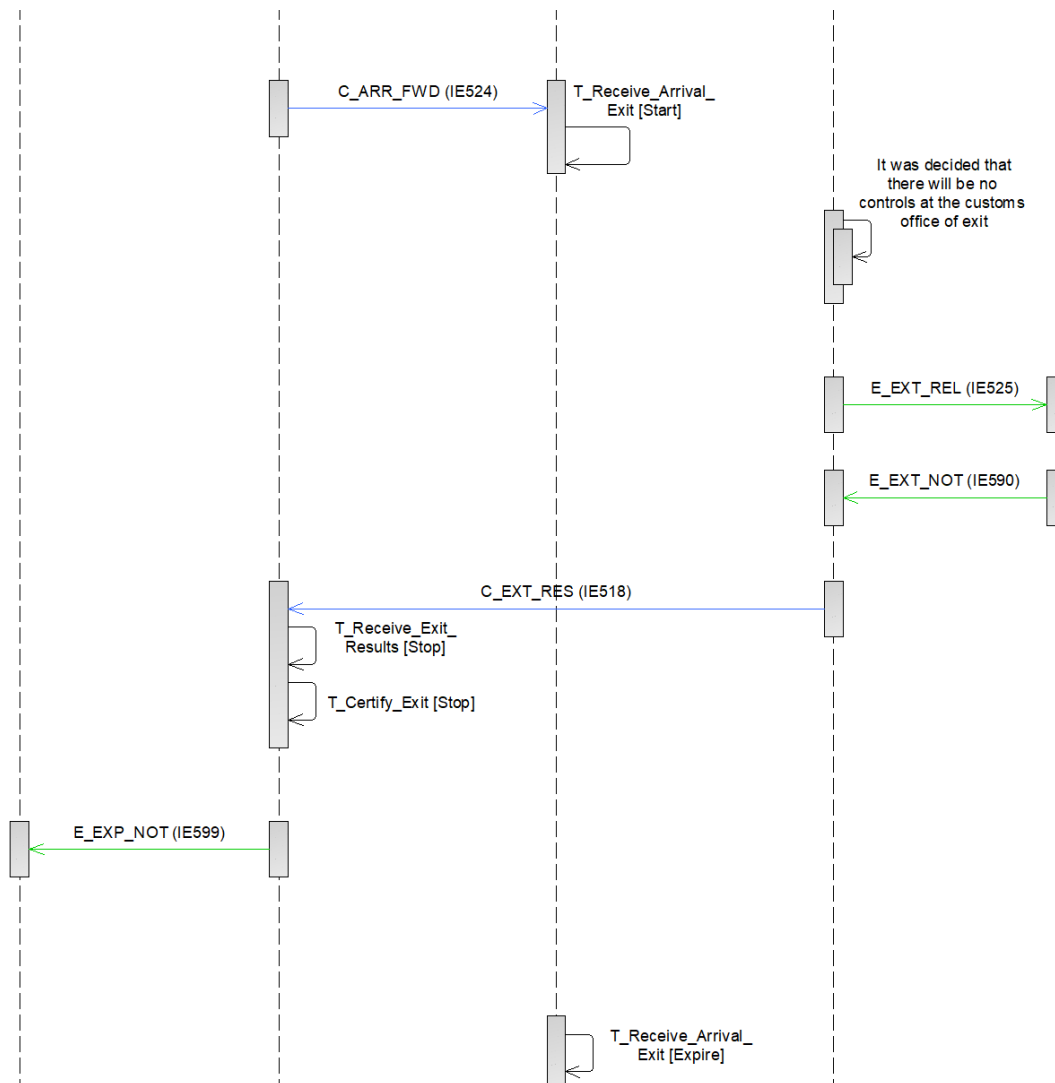 C_ARR_FWD (IE524)
T_Receive_Arrival_
Exit [Start]
It was decided that
there will be no
controls at the customs
office of exit
E_EXT_REL (IE525)
E_EXT_NOT (IE590)
C_EXT_RES (IE518)
T_Receive_Exit_
Results [Stop]
T_Certify_Exit [Stop]
E_EXP_NOT (IE599)
T_Receive_Arrival_
Exit [Expire]